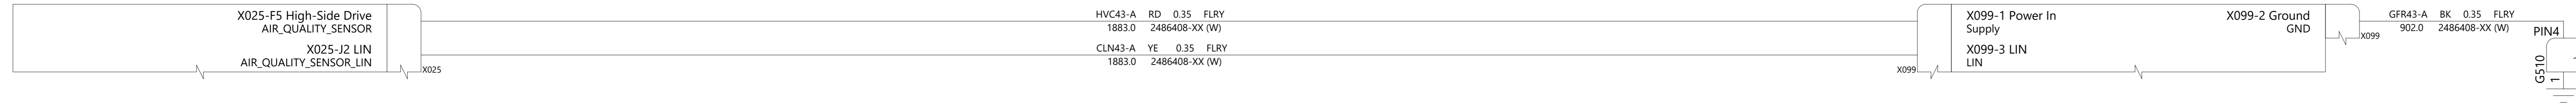 X025-F5 High-Side Drive
AIR_QUALITY_SENSOR
X025-J2 LIN
AIR_QUALITY_SENSOR_LIN
X025
HVC43-A RD 0.35 FLRY
1883.0 2486408-XX (W)
CLN43-A YE 0.35 FLRY
1883.0 2486408-XX (W)
X099
X099-1 Power In
Supply
X099-3 LIN
LIN
X099-2 Ground
GND
X099
GFR43-A BK 0.35 FLRY
902.0 2486408-XX (W)
PIN4
G510
1